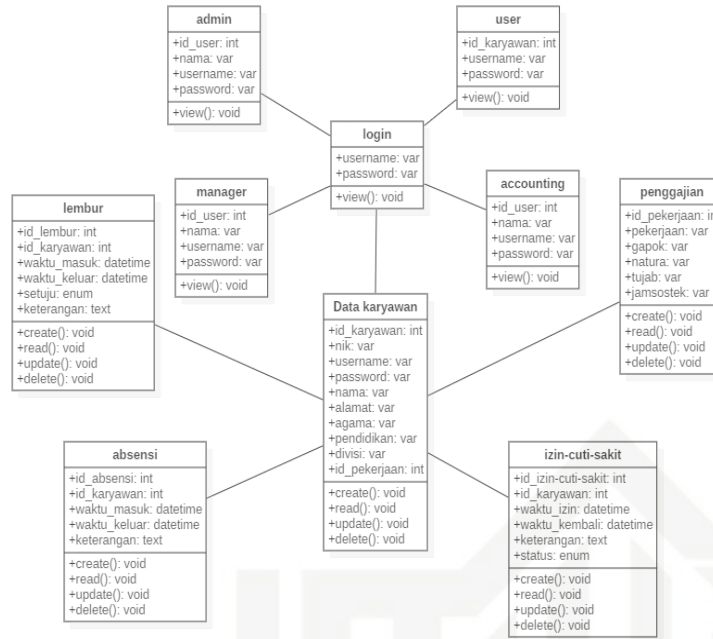 admin
+id_user: int
+nama: var
+username: var
+password: var
+view(): void
user
+id_karyawan: int
+username: var
+password: var
+view(): void
login
+username: var
+password: var
+view(): void
manager
+id_user: int
+nama: var
+username: var
+password: var
+view(): void
accounting
+id_user: int
+nama: var
+username: var
+password: var
+view(): void
penggajian
+id_pekerjaan: int
+pekerjaan: var
+gapok: var
+natura: var
+tujab: var
+jamsostek: var
+create(): void
+read(): void
+update(): void
+delete(): void
lembur
+id_lembur: int
+id_karyawan: int
+waktu_masuk: datetime
+waktu_keluar: datetime
+setuju: enum
+keterangan: text
+create(): void
+read(): void
+update(): void
+delete(): void
Data karyawan
+id_karyawan: int
+nik: var
+username: var
+password: var
+nama: var
+alamat: var
+agama: var
+pendidikan: var
+divisi: var
+id_pekerjaan: int
+create(): void
+read(): void
+update(): void
+delete(): void
absensi
+id_absensi: int
+id_karyawan: int
+waktu_masuk: datetime
+waktu_keluar: datetime
+keterangan: text
+create(): void
+read(): void
+update(): void
+delete(): void
izin-cuti-sakit
+id_izin-cuti-sakit: int
+id_karyawan: int
+waktu_izin: datetime
+waktu_kembali: datetime
+keterangan: text
+status: enum
+create(): void
+read(): void
+update(): void
+delete(): void